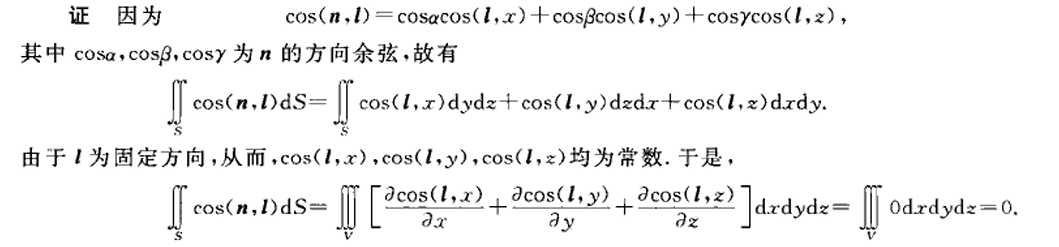 证 因为 cos(n,l)=cosαcos(l,x)+cosβcos(l,y)+cosγcos(l,z),
其中 cosα,cosβ,cosγ 为 n 的方向余弦,故有
∬_S cos(n,l)dS=∬_S cos(l,x)dydz+cos(l,y)dzdx+cos(l,z)dxdy.
由于 l 为固定方向,从而,cos(l,x),cos(l,y),cos(l,z)均为常数.于是,
∬_S cos(n,l)dS=∭_V [∂cos(l,x)/∂x+∂cos(l,y)/∂y+∂cos(l,z)/∂z]dxdydz=∭_V 0dxdydz=0.